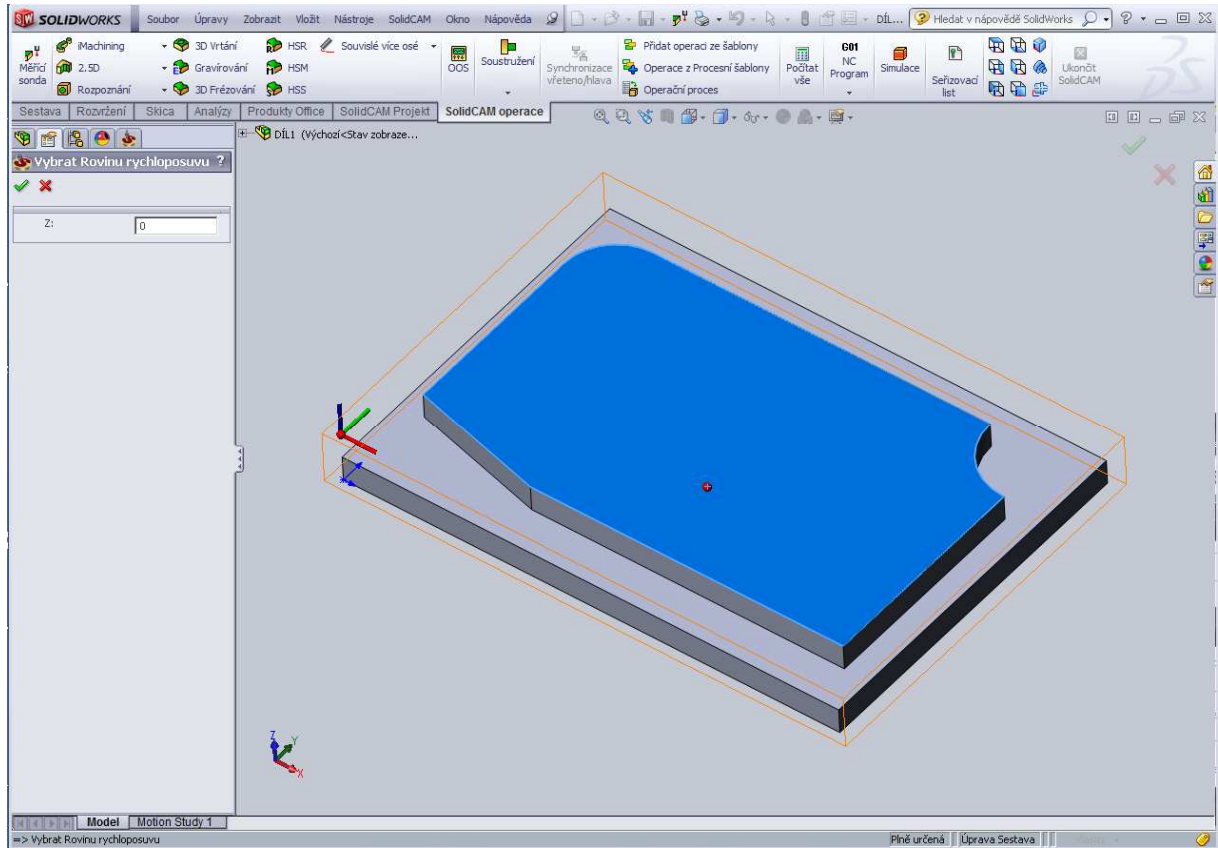 SOLIDWORKS Soubor Úpravy Zobrazit Vložit Nástroje SolidCAM Okno Nápověda DÍL... Hledat v nápovědě SolidWorks
Měřící sonda
iMachining
2.5D
Rozpoznání
3D Vrtání
Gravírování
3D Frézování
HSR
HSM
HSS
Souvislé více osé
OOS
Soustružení
Synchronizace
vřeteno/hlava
Přidat operaci ze šablony
Operace z Procesní šablony
Operační proces
Počítat
vše
G01
NC
Program
Simulace
Seřizovací
list
Ukončit
SolidCAM
Sestava Rozvržení Skica Analýzy Produkty Office SolidCAM Projekt SolidCAM operace
DÍL1 (Výchozí<Stav zobraze...
Vybrat Rovinu rychloposuvu ?
Z: 0
Z
Y
X
Model Motion Study 1
=> Vybrat Rovinu rychloposuvu Plně určená Úprava Sestava